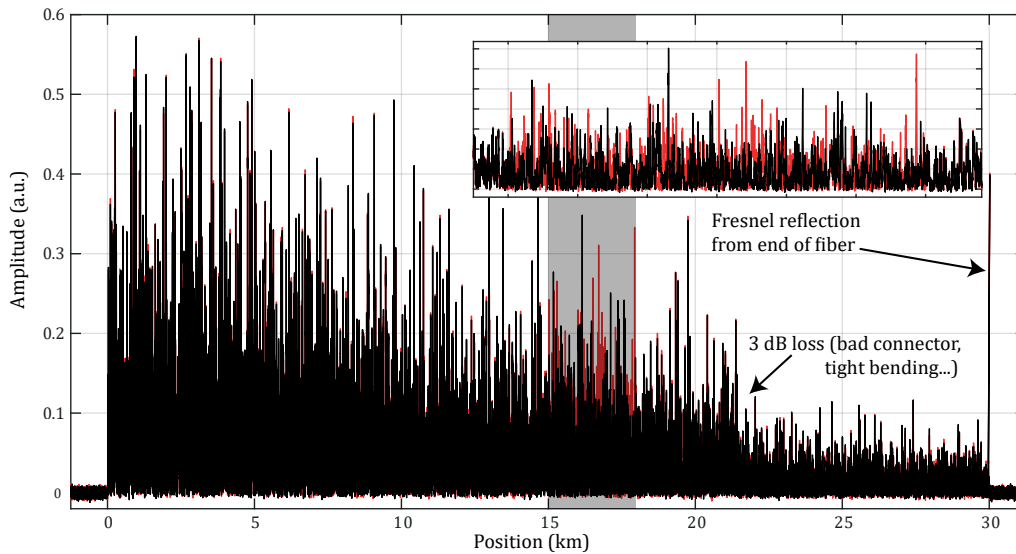 0.6
0.5
0.4
0.3
0.2
0.1
0
Amplitude (a.u.)
Fresnel reflection
from end of fiber
3 dB loss (bad connector,
tight bending...)
0
5
10
15
20
25
30
Position (km)